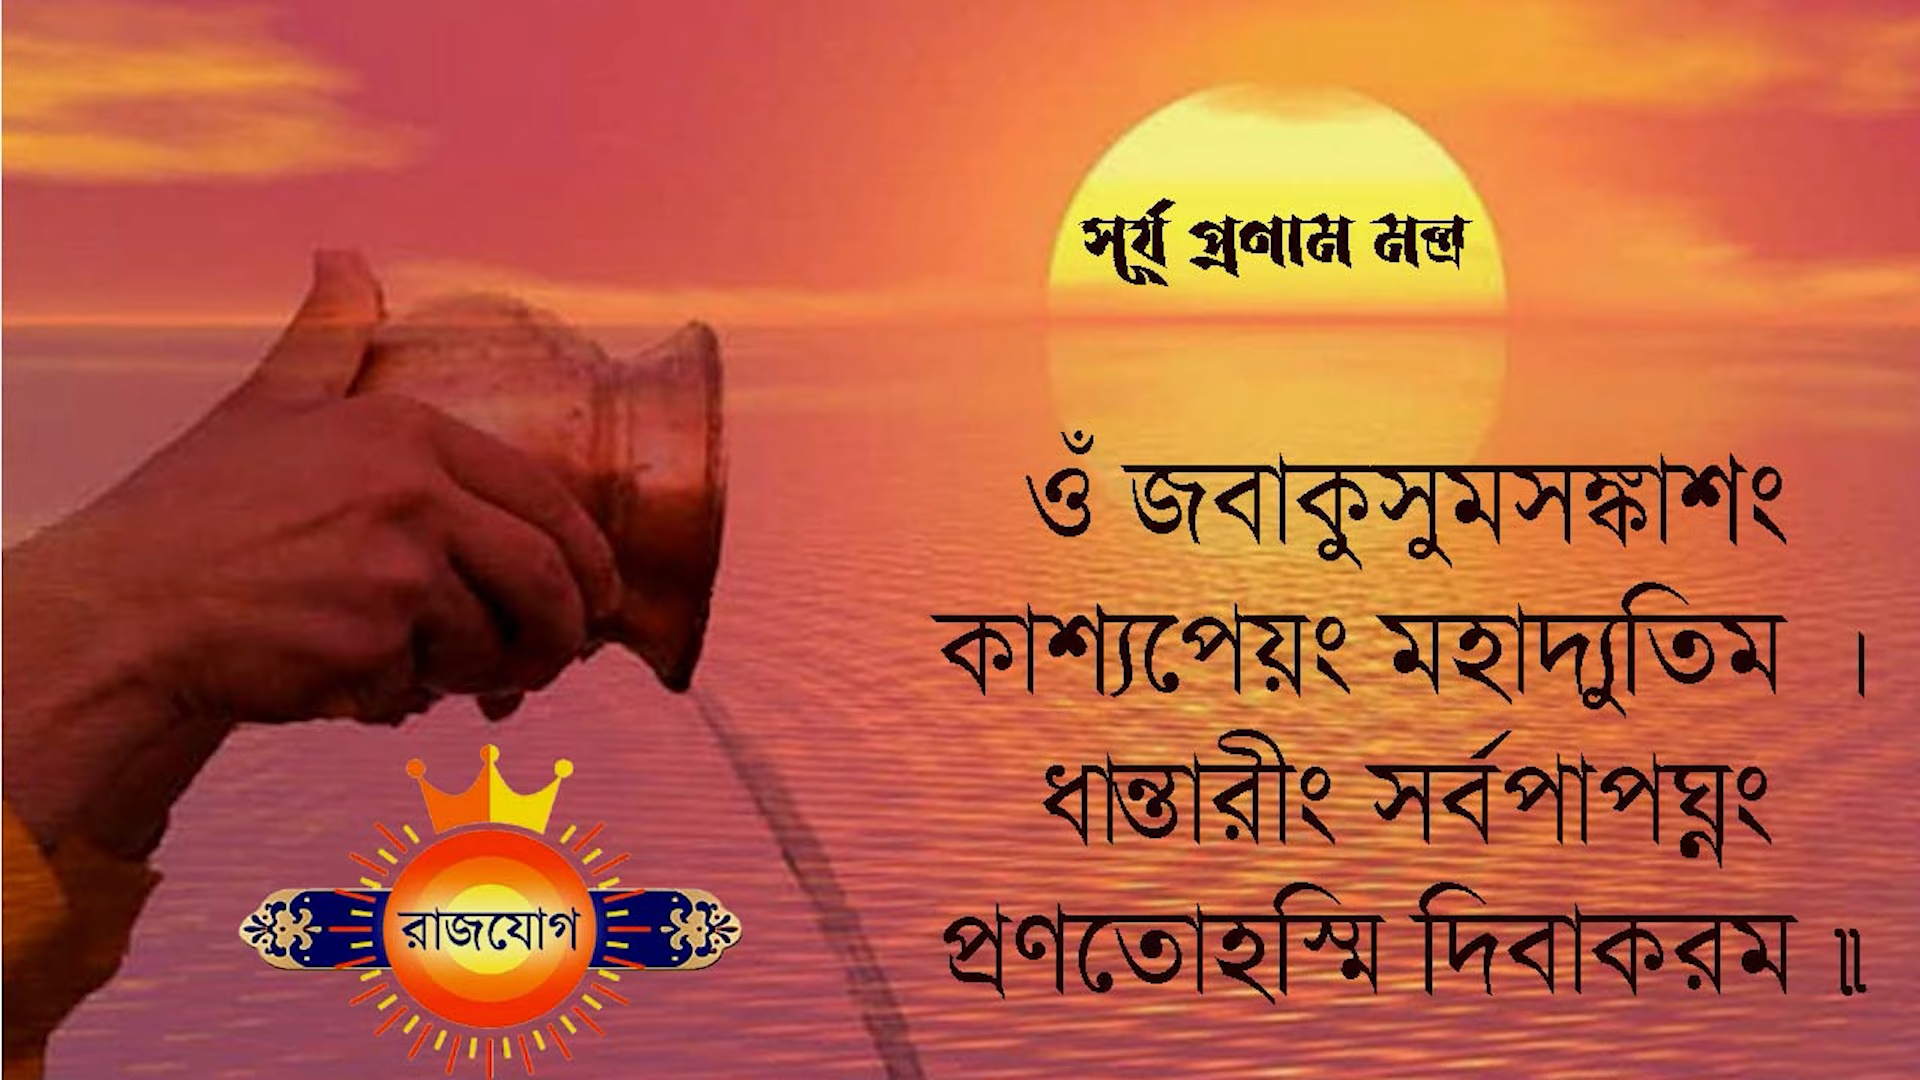 সূর্য প্রণাম মন্ত্র
ওঁ জবাকুসুমসঙ্কাশং
কাশ্যপেয়ং মহাদ্যুতিম ।
ধান্তারীং সর্বপাপঘ্নং
প্রণতোহস্মি দিবাকরম ॥
রাজযোগ